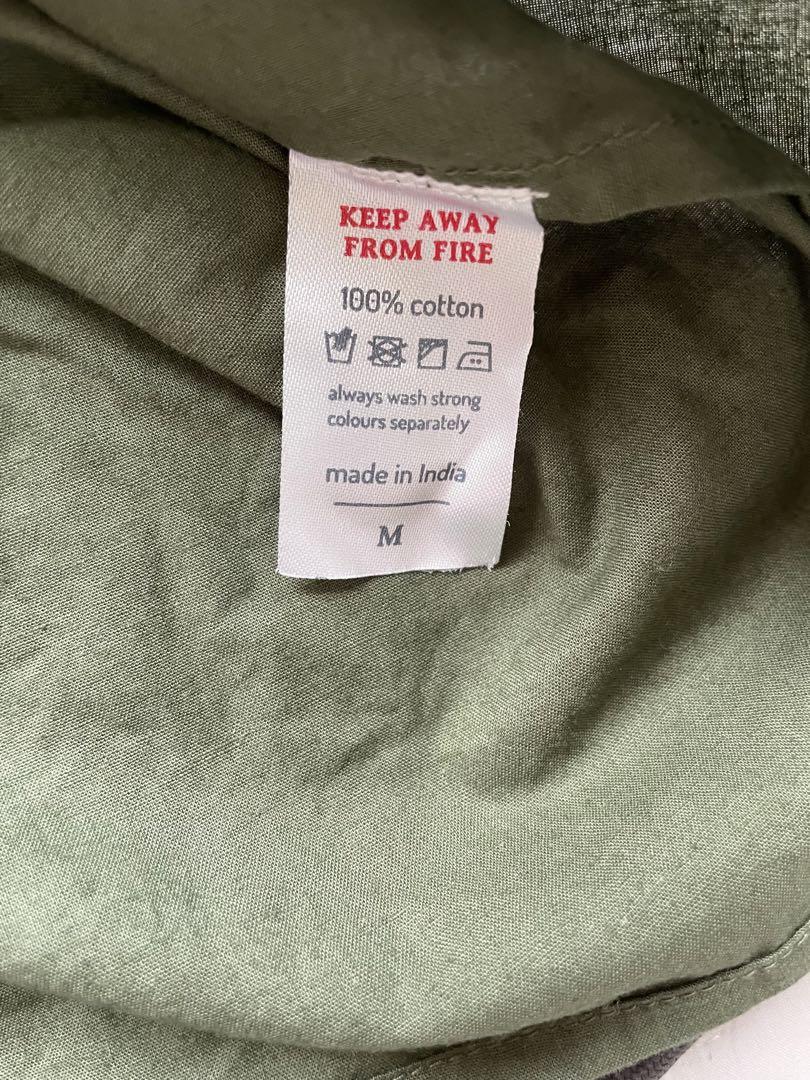 KEEP AWAY
FROM FIRE
100% cotton
always wash strong
colours separately
made in India
M